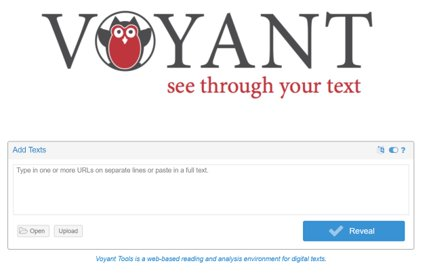 VOYANT
see through your text
Add Texts
?
Type in one or more URLs on separate lines or paste in a full text.
Open
Upload
Reveal
Voyant Tools is a web-based reading and analysis environment for digital texts.